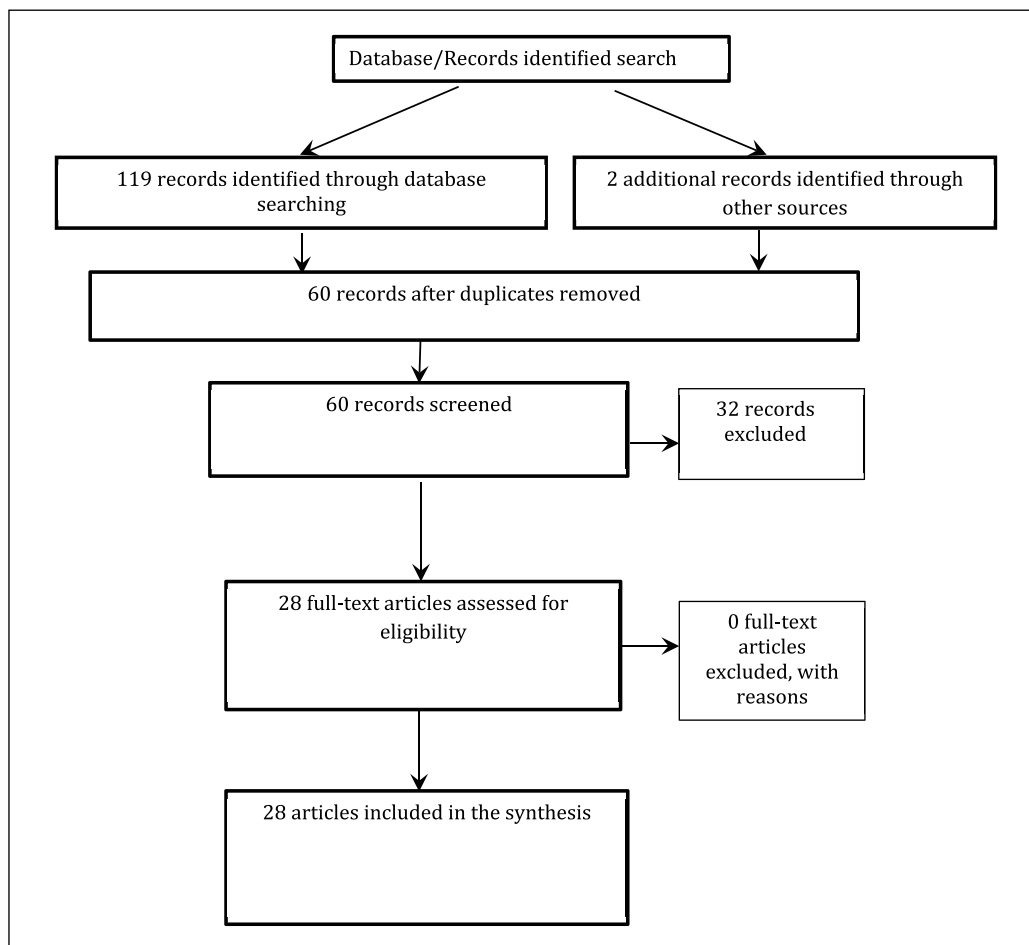 Database/Records identified search
119 records identified through database
searching
2 additional records identified through
other sources
60 records after duplicates removed
60 records screened
32 records
excluded
28 full-text articles assessed for
eligibility
0 full-text
articles
excluded, with
reasons
28 articles included in the synthesis